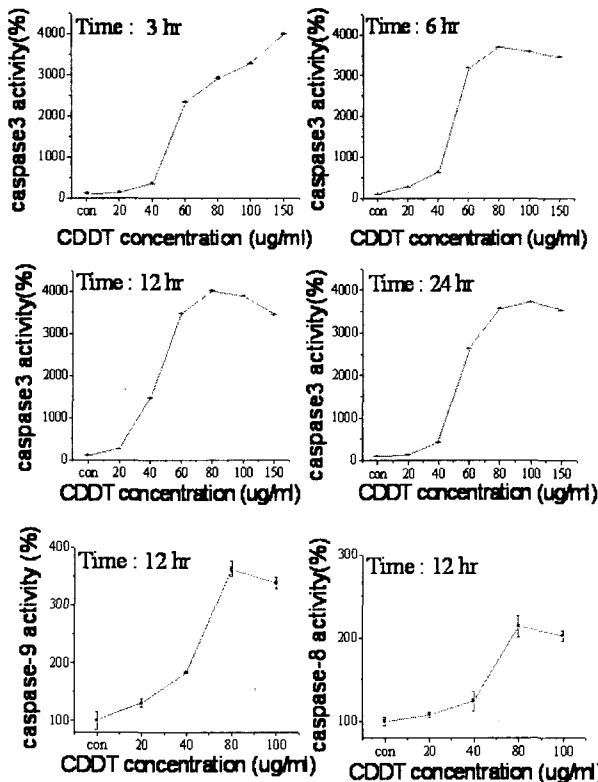 Time : 3 hr
caspase3 activity(%)
4000
3000
2000
1000
0
con 20 40 60 80 100 150
CDDT concentration (ug/ml)
Time : 6 hr
caspase3 activity(%)
4000
3000
2000
1000
0
con 20 40 60 80 100 150
CDDT concentration (ug/ml)
Time : 12 hr
caspase3 activity(%)
4000
3000
2000
1000
0
con 20 40 60 80 100 150
CDDT concentration (ug/ml)
Time : 24 hr
caspase3 activity(%)
4000
3000
2000
1000
0
con 20 40 60 80 100 150
CDDT concentration (ug/ml)
Time : 12 hr
caspase-9 activity (%)
400
300
200
100
con 20 40 80 100
CDDT concentration (ug/ml)
Time : 12 hr
caspase-8 activity (%)
300
200
100
con 20 40 80 100
CDDT concentration (ug/ml)